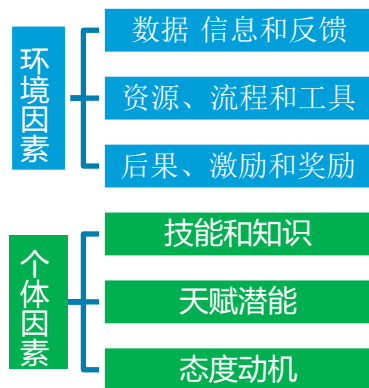 环境因素
数据 信息和反馈
资源、流程和工具
后果、激励和奖励
个体因素
技能和知识
天赋潜能
态度动机